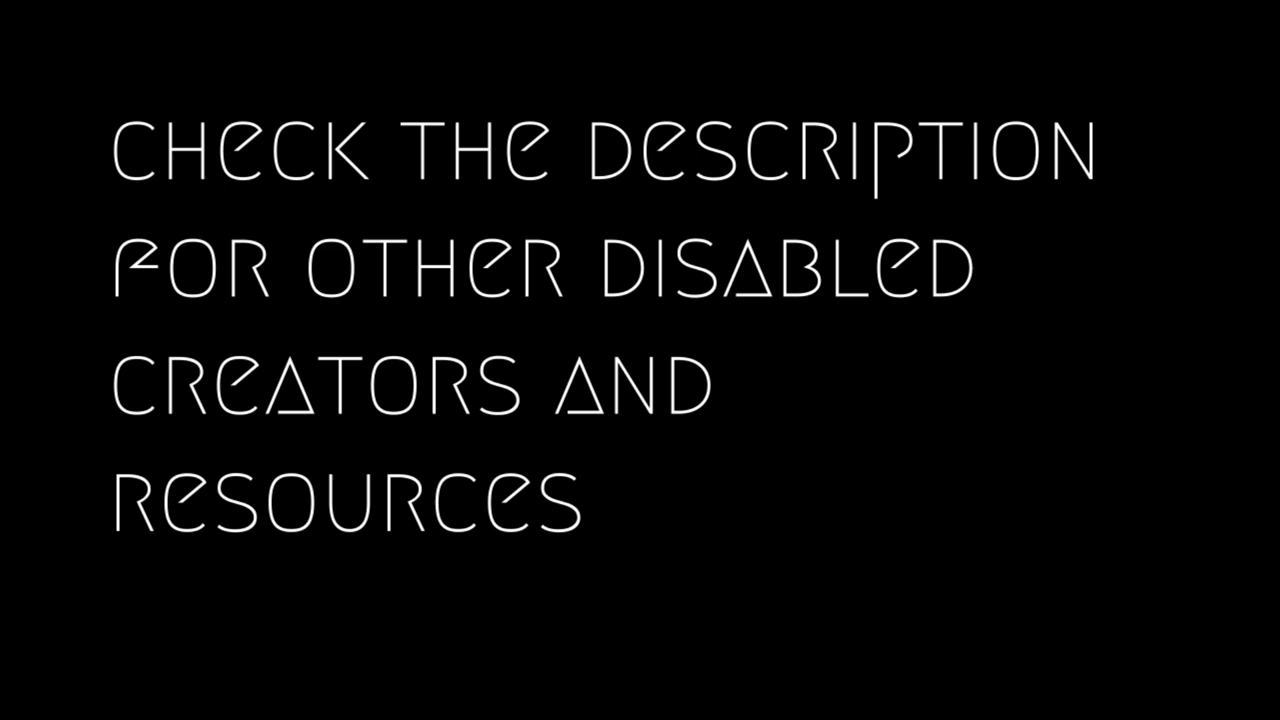 CHECK THE DESCRIPTION
FOR OTHER DISABLED
CREATORS AND
RESOURCES